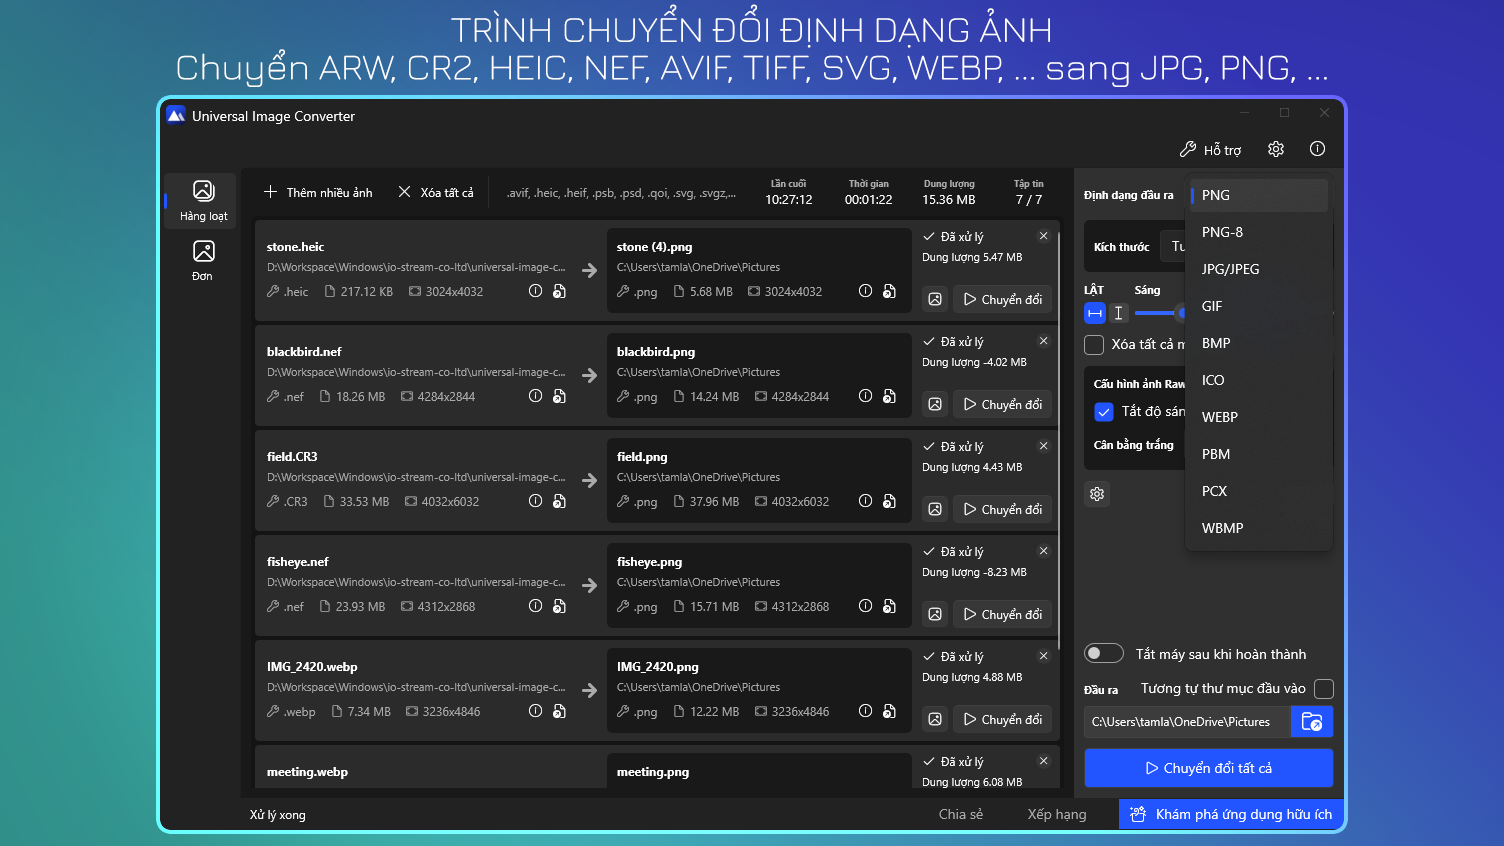 TRÌNH CHUYỂN ĐỔI ĐỊNH DẠNG ẢNH
Chuyển ARW, CR2, HEIC, NEF, AVIF, TIFF, SVG, WEBP, ... sang JPG, PNG, ...
Universal Image Converter
Hỗ trợ
Hàng loạt
Đơn
Thêm nhiều ảnh
Xóa tất cả
.avif, .heic, .heif, .psb, .psd, .qoi, .svg, .svgz,...
Lần cuối
10:27:12
Thời gian
00:01:22
Dung lượng
15.36 MB
Tập tin
7 / 7
stone.heic
D:\Workspace\Windows\io-stream-co-ltd\universal-image-c...
.heic 217.12 KB 3024x4032
stone (4).png
C:\Users\tamla\OneDrive\Pictures
.png 5.68 MB 3024x4032
Đã xử lý
Dung lượng 5.47 MB
Chuyển đổi
blackbird.nef
D:\Workspace\Windows\io-stream-co-ltd\universal-image-c...
.nef 18.26 MB 4284x2844
blackbird.png
C:\Users\tamla\OneDrive\Pictures
.png 14.24 MB 4284x2844
Đã xử lý
Dung lượng -4.02 MB
Chuyển đổi
field.CR3
D:\Workspace\Windows\io-stream-co-ltd\universal-image-c...
.CR3 33.53 MB 4032x6032
field.png
C:\Users\tamla\OneDrive\Pictures
.png 37.96 MB 4032x6032
Đã xử lý
Dung lượng 4.43 MB
Chuyển đổi
fisheye.nef
D:\Workspace\Windows\io-stream-co-ltd\universal-image-c...
.nef 23.93 MB 4312x2868
fisheye.png
C:\Users\tamla\OneDrive\Pictures
.png 15.71 MB 4312x2868
Đã xử lý
Dung lượng -8.23 MB
Chuyển đổi
IMG_2420.webp
D:\Workspace\Windows\io-stream-co-ltd\universal-image-c...
.webp 7.34 MB 3236x4846
IMG_2420.png
C:\Users\tamla\OneDrive\Pictures
.png 12.22 MB 3236x4846
Đã xử lý
Dung lượng 4.88 MB
Chuyển đổi
meeting.webp
meeting.png
Đã xử lý
Dung lượng 6.08 MB
Định dạng đầu ra
PNG
PNG-8
JPG/JPEG
GIF
BMP
ICO
WEBP
PBM
PCX
WBMP
Kích thước
Tu
LẬT
Sáng
Xóa tất cả m
Cấu hình ảnh Raw
Tắt độ sán
Cân bằng trắng
Tắt máy sau khi hoàn thành
Đầu ra
Tương tự thư mục đầu vào
C:\Users\tamla\OneDrive\Pictures
Chuyển đổi tất cả
Xử lý xong
Chia sẻ
Xếp hạng
Khám phá ứng dụng hữu ích